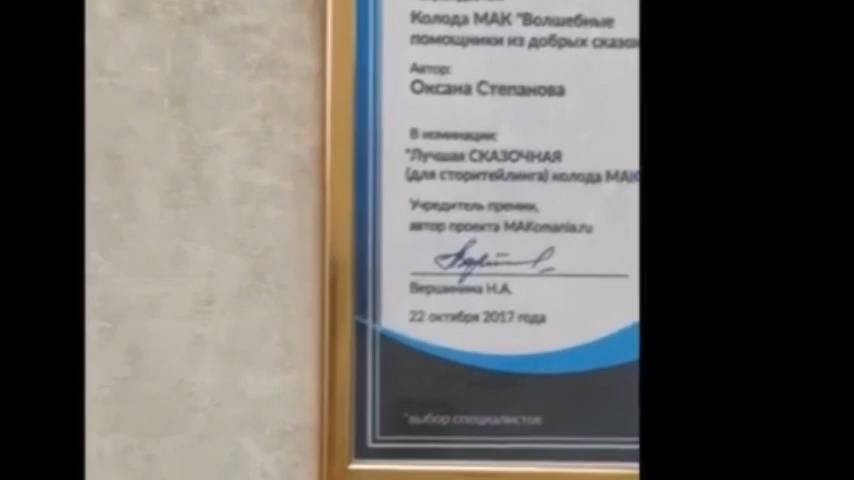 Колода МАК "Волшебные
помощники из добрых сказок
Автор:
Оксана Степанова
В номинации:
"Лучшая СКАЗОЧНАЯ
(для сторителлинга) колода МАК
Учредитель премии,
автор проекта MAKomania.ru
Вершинина Н.А.
22 октября 2017 года
*выбор специалистов